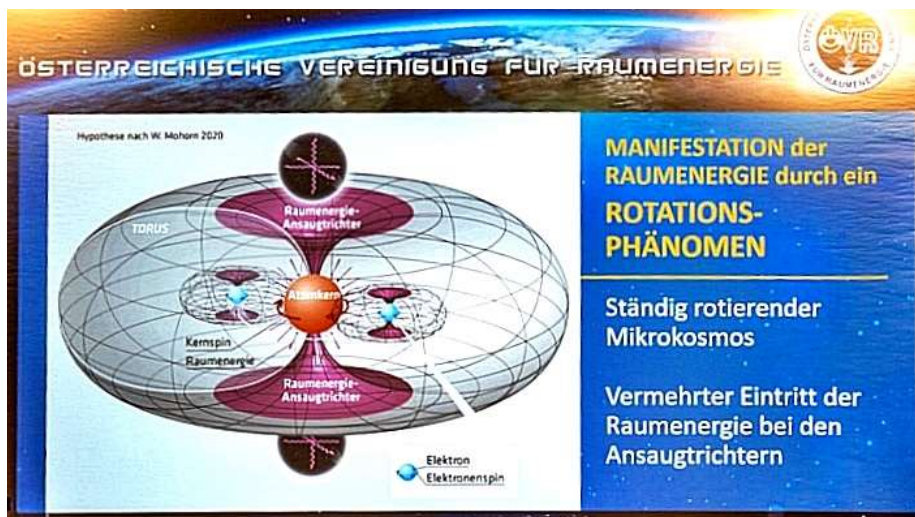 ÖSTERREICHISCHE VEREINIGUNG FÜR RAUMENERGIE
ÖVR
FÜR RAUMENERGIE
Hypothese nach W. Mohorn 2020
Raumenergie-
Ansaugtrichter
TORUS
Atomkern
Kernspin
Raumenergie
Raumenergie-
Ansaugtrichter
Elektron
Elektronenspin
MANIFESTATION der
RAUMENERGIE durch ein
ROTATIONS-
PHÄNOMEN
Ständig rotierender
Mikrokosmos
Vermehrter Eintritt der
Raumenergie bei den
Ansaugtrichtern